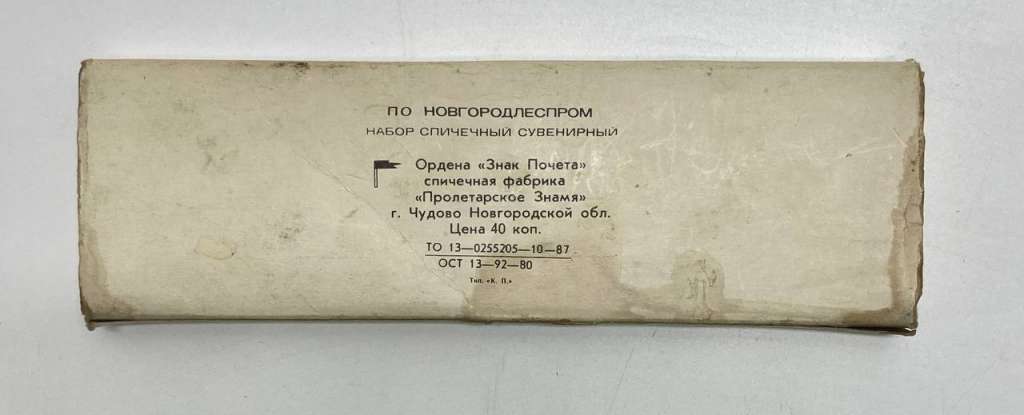 ПО НОВГОРОДЛЕСПРОМ
НАБОР СПИЧЕЧНЫЙ СУВЕНИРНЫЙ
Ордена «Знак Почета»
спичечная фабрика
«Пролетарское Знамя»
г. Чудово Новгородской обл.
Цена 40 коп.
ТО 13—0255205—10—87
ОСТ 13—92—80
Тип. «К. П.»